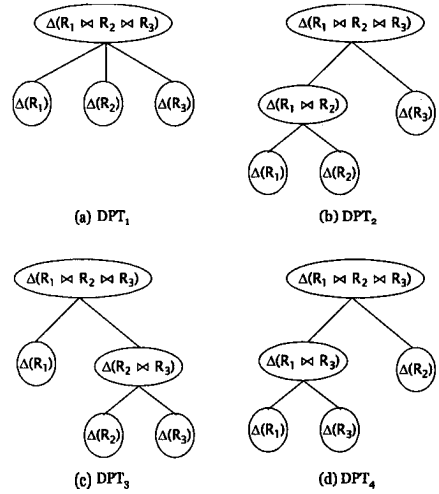 Δ(R₁ ⋈ R₂ ⋈ R₃)
Δ(R₁) Δ(R₂) Δ(R₃)
(a) DPT₁
Δ(R₁ ⋈ R₂ ⋈ R₃)
Δ(R₁ ⋈ R₂) Δ(R₃)
Δ(R₁) Δ(R₂)
(b) DPT₂
Δ(R₁ ⋈ R₂ ⋈ R₃)
Δ(R₁) Δ(R₂ ⋈ R₃)
Δ(R₂) Δ(R₃)
(c) DPT₃
Δ(R₁ ⋈ R₂ ⋈ R₃)
Δ(R₁ ⋈ R₃) Δ(R₂)
Δ(R₁) Δ(R₃)
(d) DPT₄